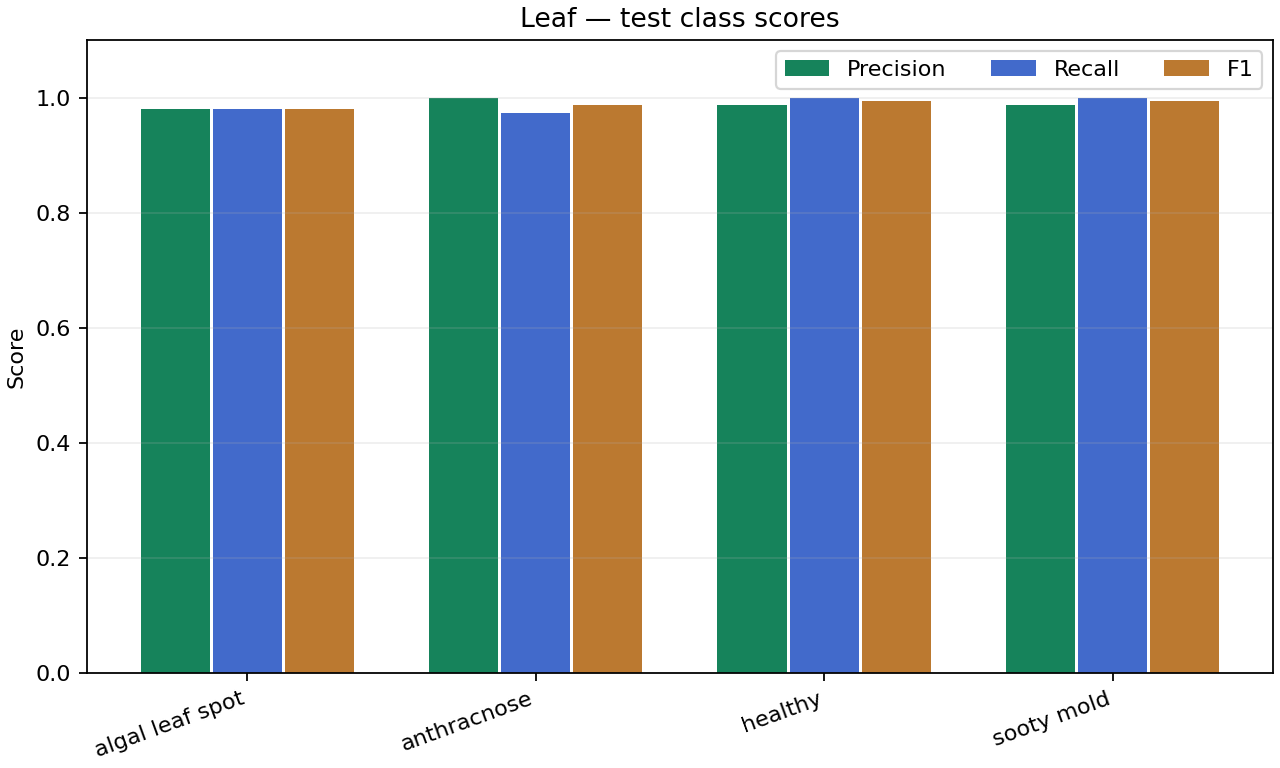 Leaf — test class scores
Precision Recall F1
1.0
0.8
0.6
0.4
0.2
0.0
Score
algal leaf spot
anthracnose
healthy
sooty mold